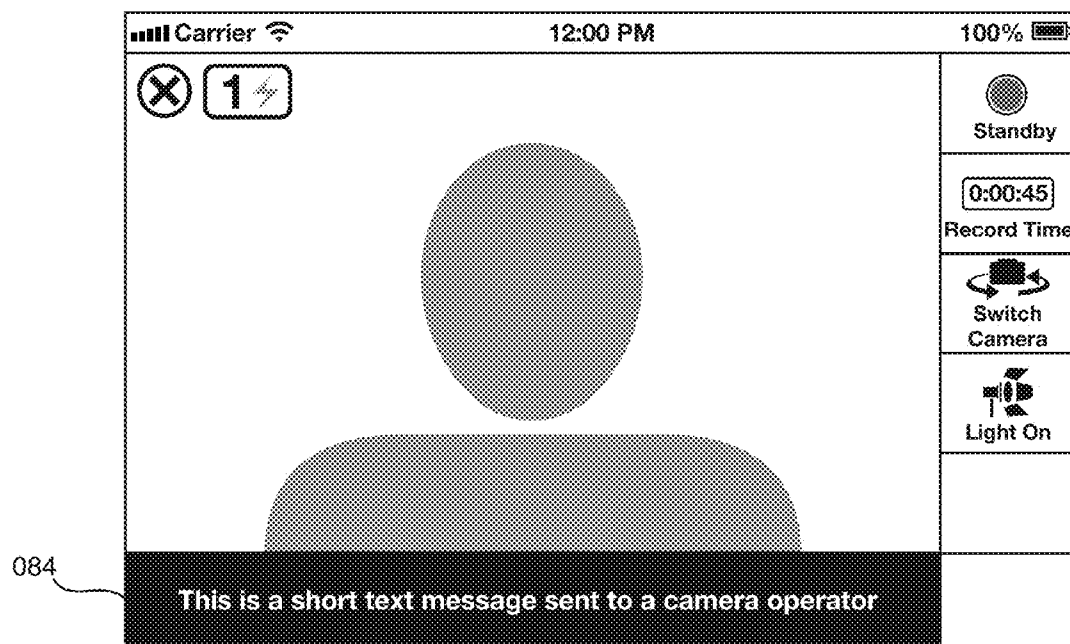 Carrier 12:00 PM 100%
1
Standby
0:00:45
Record Time
Switch
Camera
Light On
084
This is a short text message sent to a camera operator